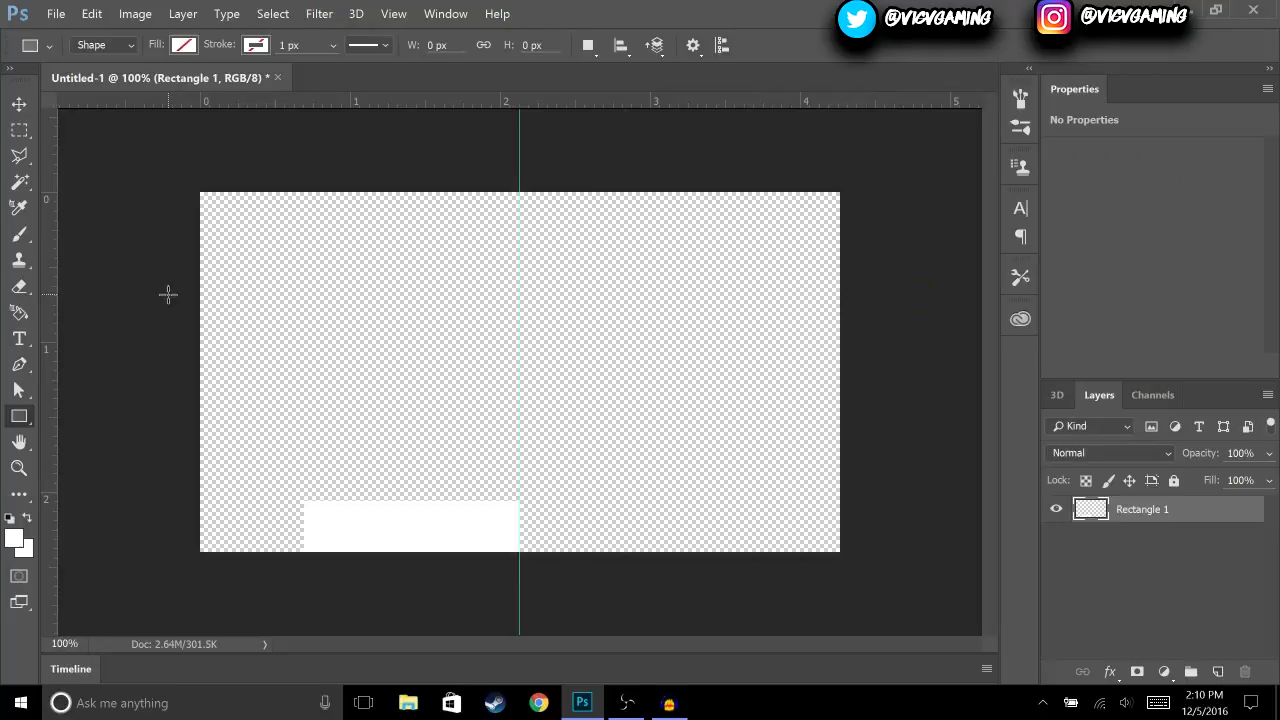 Ps File Edit Image Layer Type Select Filter 3D View Window Help
@VICVGAMING @VICVGAMING
Shape Fill: Stroke: 1 px W: 0 px H: 0 px
Untitled-1 @ 100% (Rectangle 1, RGB/8) *
Properties
0 1 2 3 4 5
No Properties
0
1
2
3D Layers Channels
Kind
Normal Opacity: 100%
Lock: Fill: 100%
Rectangle 1
100% Doc: 2.64M/301.5K
Timeline
Ask me anything
Ps
2:10 PM
12/5/2016